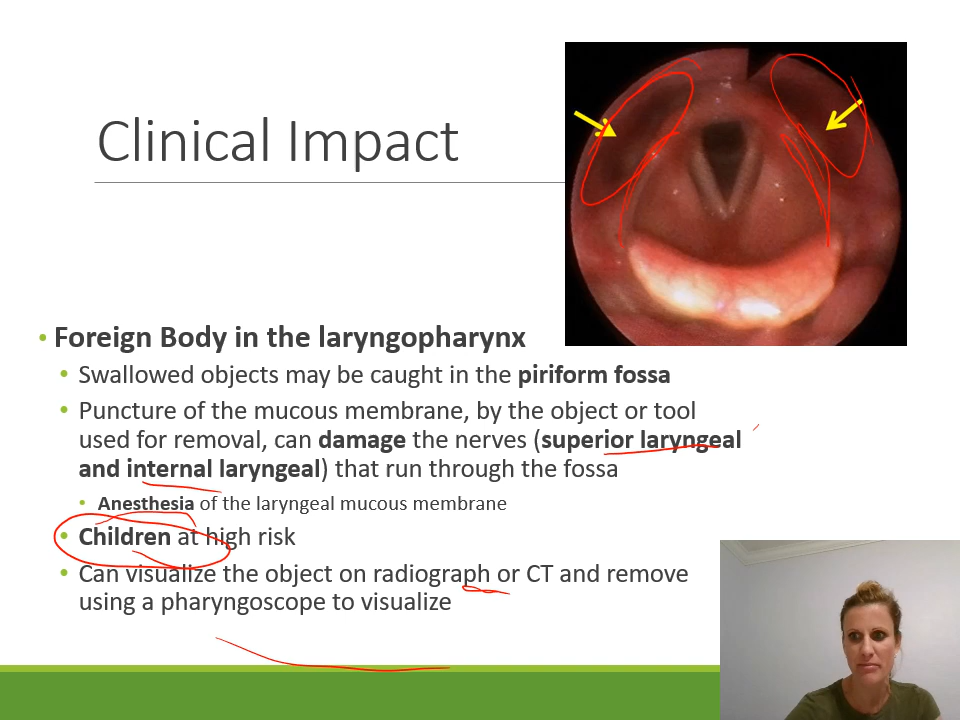 Clinical Impact
• Foreign Body in the laryngopharynx
• Swallowed objects may be caught in the piriform fossa
• Puncture of the mucous membrane, by the object or tool
used for removal, can damage the nerves (superior laryngeal
and internal laryngeal) that run through the fossa
• Anesthesia of the laryngeal mucous membrane
• Children at high risk
• Can visualize the object on radiograph or CT and remove
using a pharyngoscope to visualize